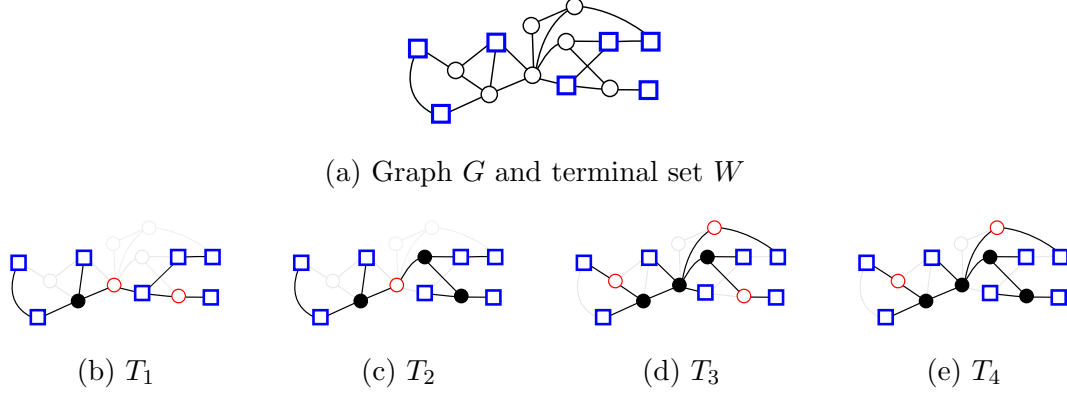 (a) Graph G and terminal set W
(b) T₁ (c) T₂ (d) T₃ (e) T₄